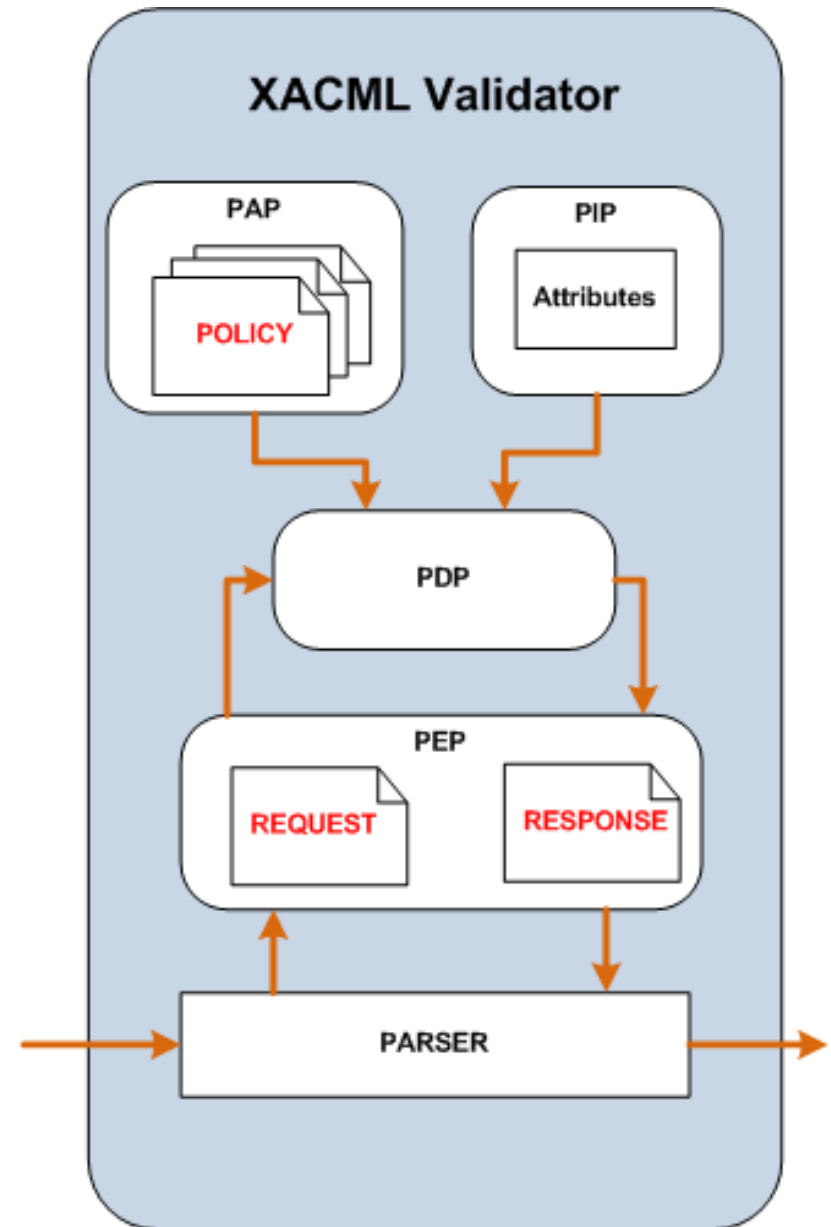 XACML Validator
PAP
PIP
POLICY
Attributes
PDP
PEP
REQUEST
RESPONSE
PARSER